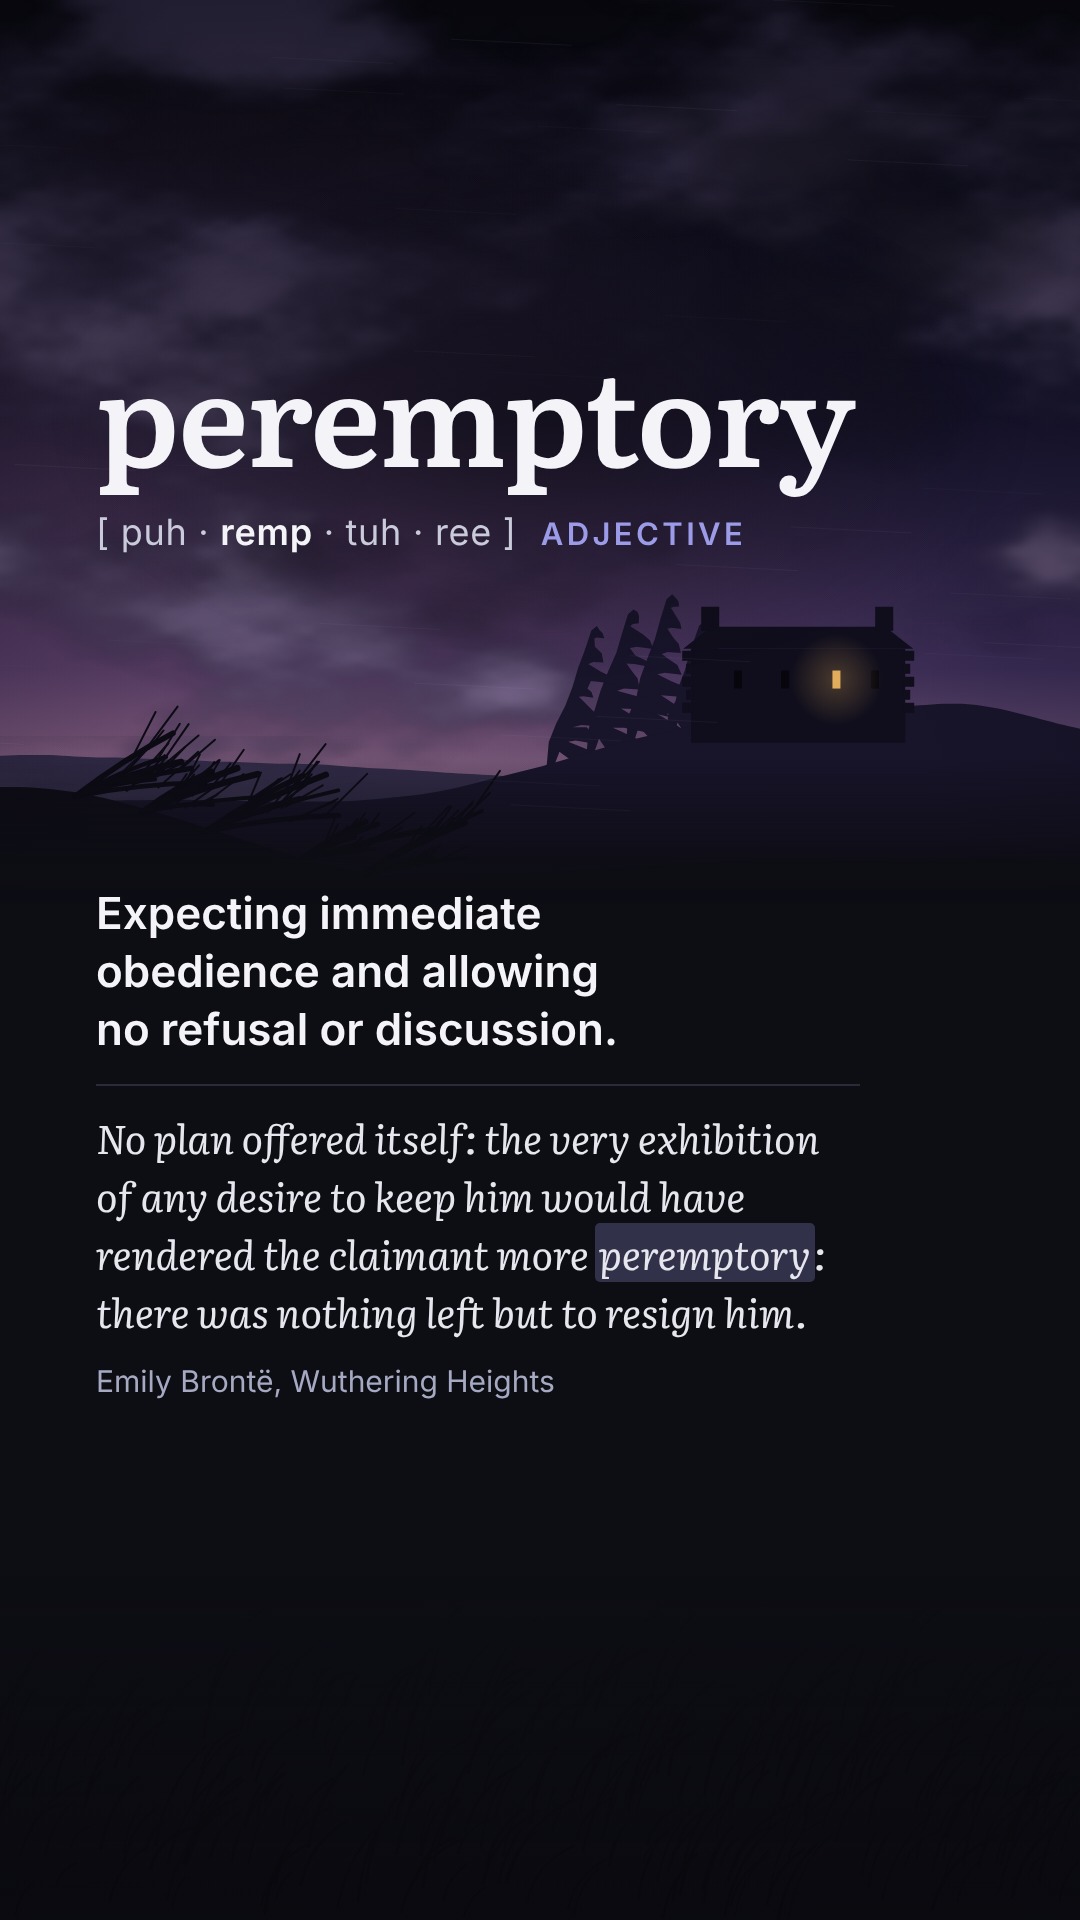 peremptory
[ puh · remp · tuh · ree ] ADJECTIVE
Expecting immediate
obedience and allowing
no refusal or discussion.
No plan offered itself: the very exhibition
of any desire to keep him would have
rendered the claimant more peremptory:
there was nothing left but to resign him.
Emily Brontë, Wuthering Heights